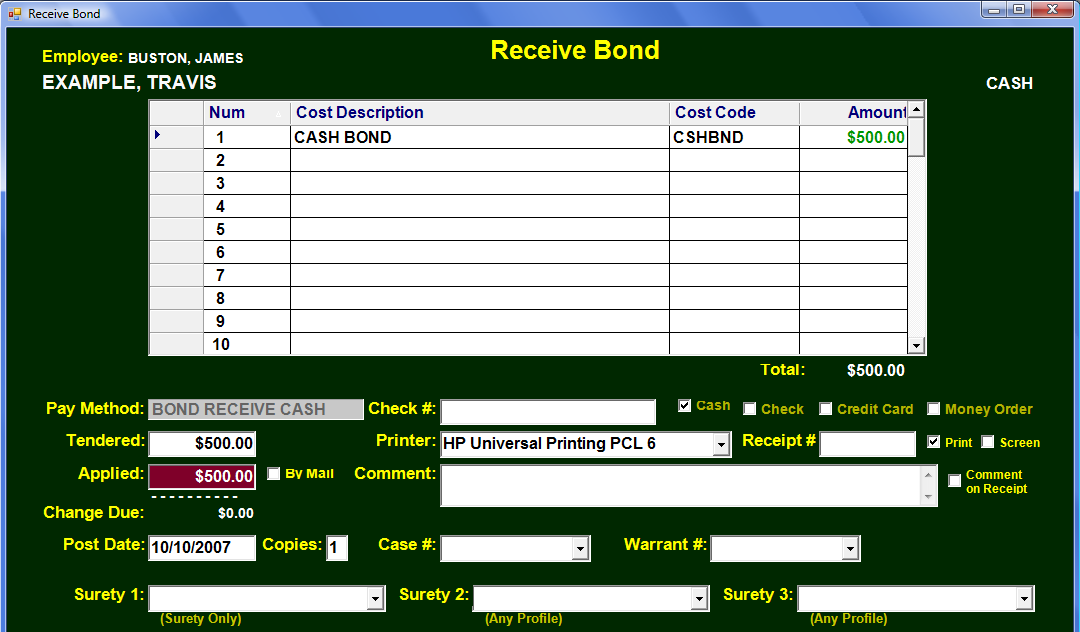 Receive Bond
Receive Bond
Employee: BUSTON, JAMES
EXAMPLE, TRAVIS
CASH
Num Cost Description Cost Code Amount
1 CASH BOND CSHBND $500.00
2
3
4
5
6
7
8
9
10
Total: $500.00
Pay Method: BOND RECEIVE CASH Check #: Cash Check Credit Card Money Order
Tendered: $500.00 Printer: HP Universal Printing PCL 6 Receipt # Print Screen
Applied: $500.00 By Mail Comment: Comment
on Receipt
----------
Change Due: $0.00
Post Date: 10/10/2007 Copies: 1 Case #: Warrant #:
Surety 1: Surety 2: Surety 3:
(Surety Only) (Any Profile) (Any Profile)